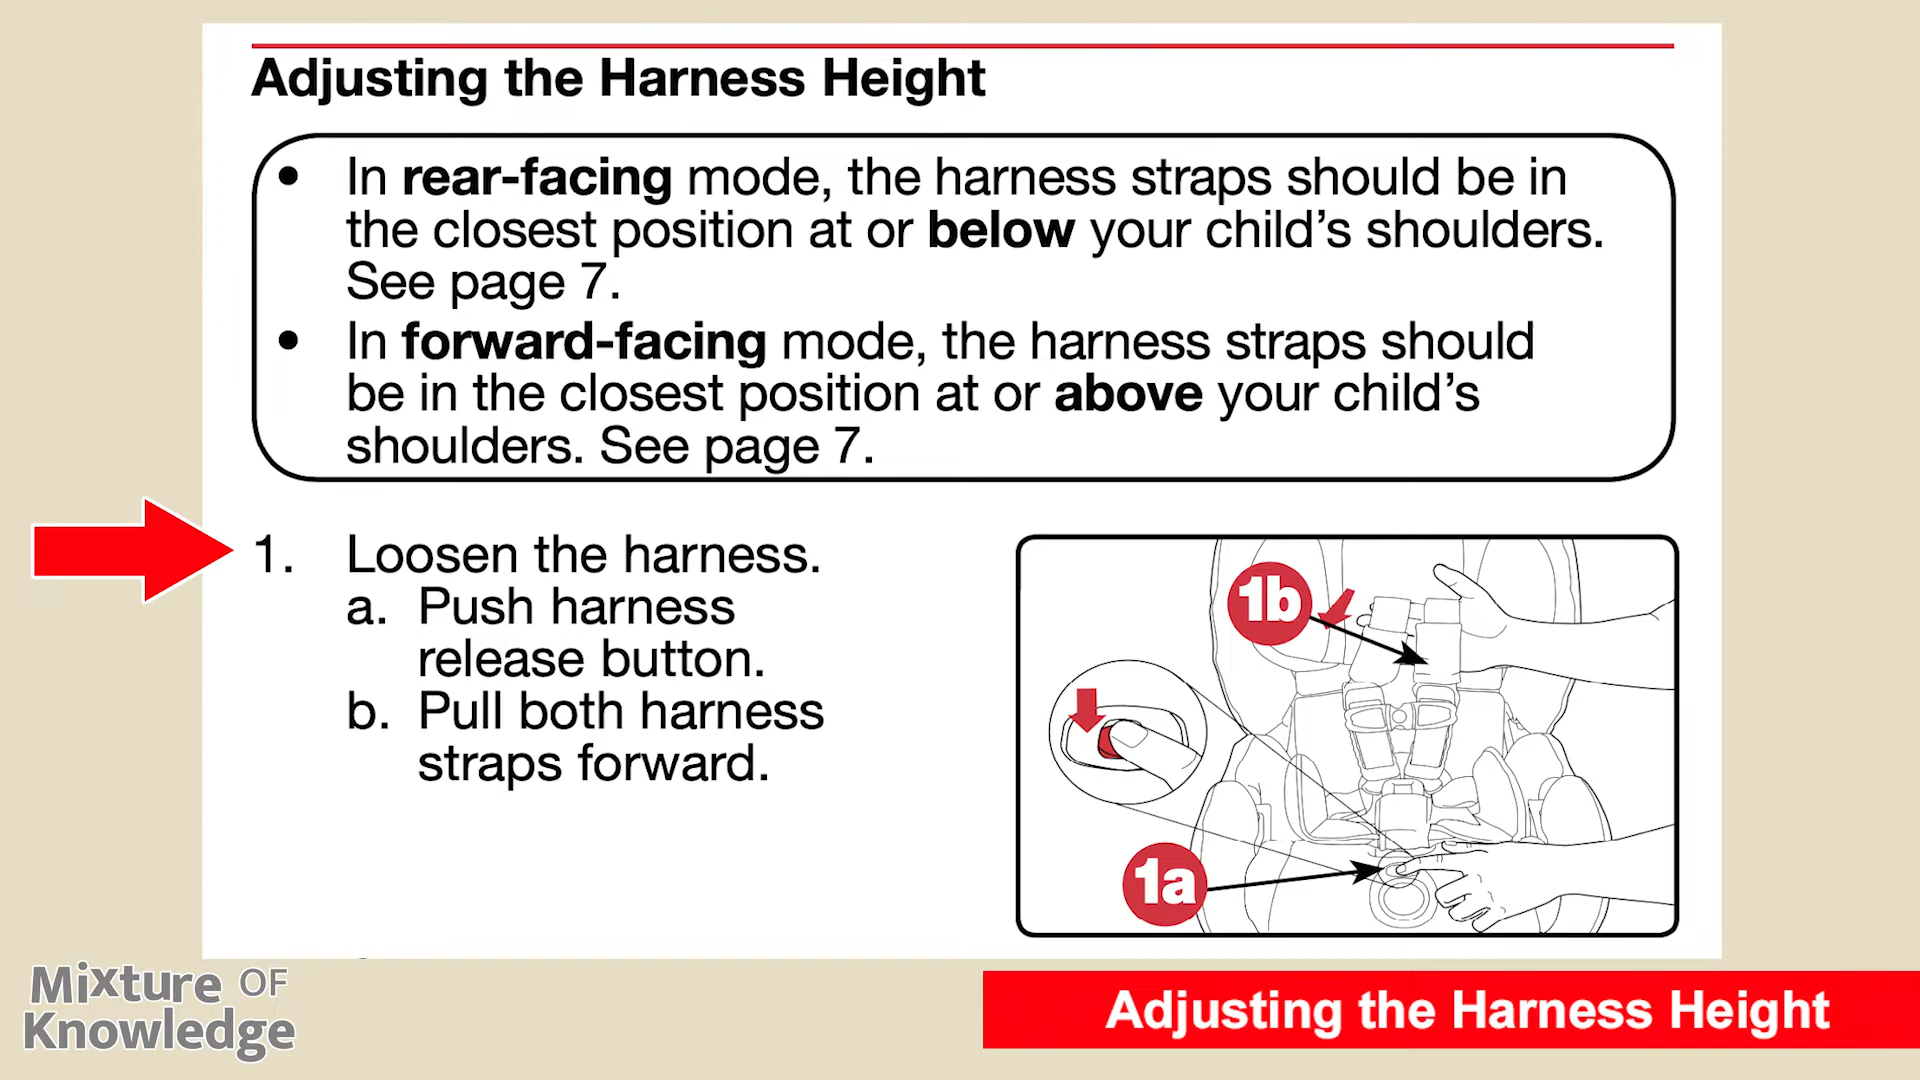 Adjusting the Harness Height
• In rear-facing mode, the harness straps should be in
the closest position at or below your child's shoulders.
See page 7.
• In forward-facing mode, the harness straps should
be in the closest position at or above your child's
shoulders. See page 7.
1. Loosen the harness.
a. Push harness
release button.
b. Pull both harness
straps forward.
1b
1a
Mixture OF
Knowledge
Adjusting the Harness Height